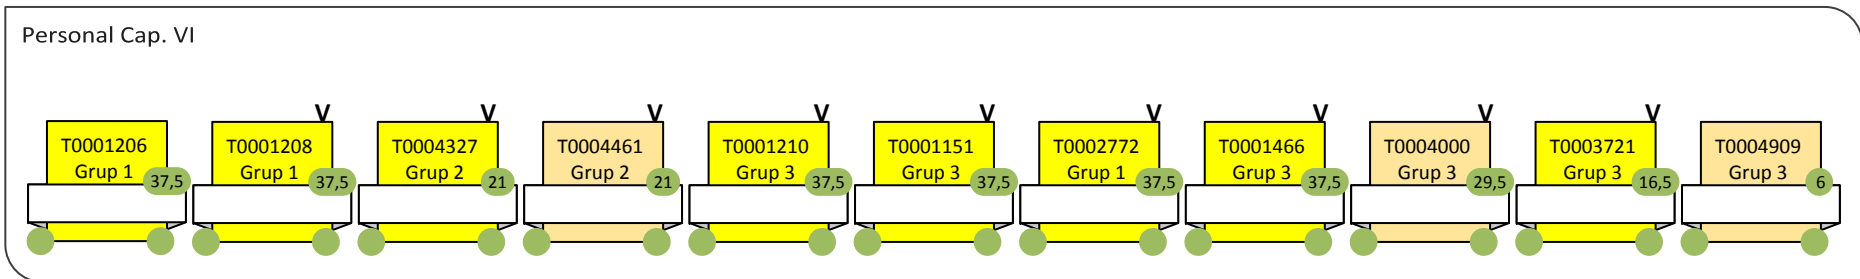 Personal Cap. VI
V V V V V V V V V
T0001206 T0001208 T0004327 T0004461 T0001210 T0001151 T0002772 T0001466 T0004000 T0003721 T0004909
Grup 1 Grup 1 Grup 2 Grup 2 Grup 3 Grup 3 Grup 1 Grup 3 Grup 3 Grup 3 Grup 3
37,5 37,5 21 21 37,5 37,5 37,5 37,5 29,5 16,5 6